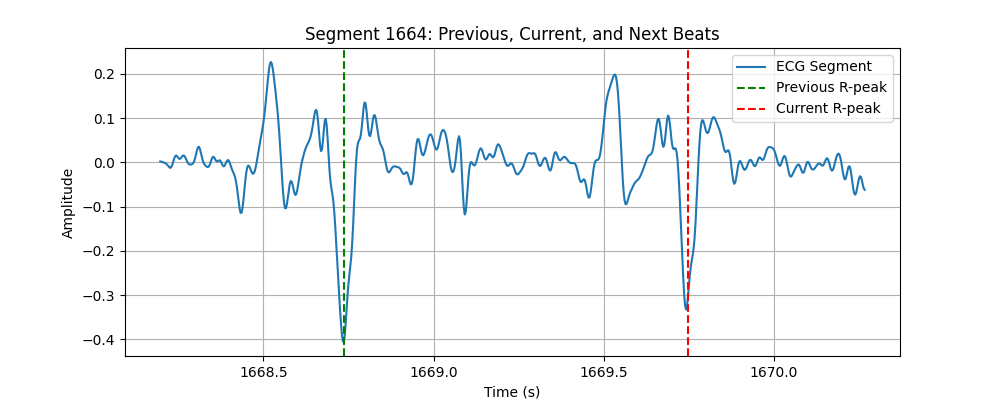 Segment 1664: Previous, Current, and Next Beats
ECG Segment
Previous R-peak
Current R-peak
Amplitude
0.2
0.1
0.0
−0.1
−0.2
−0.3
−0.4
1668.5
1669.0
1669.5
1670.0
Time (s)